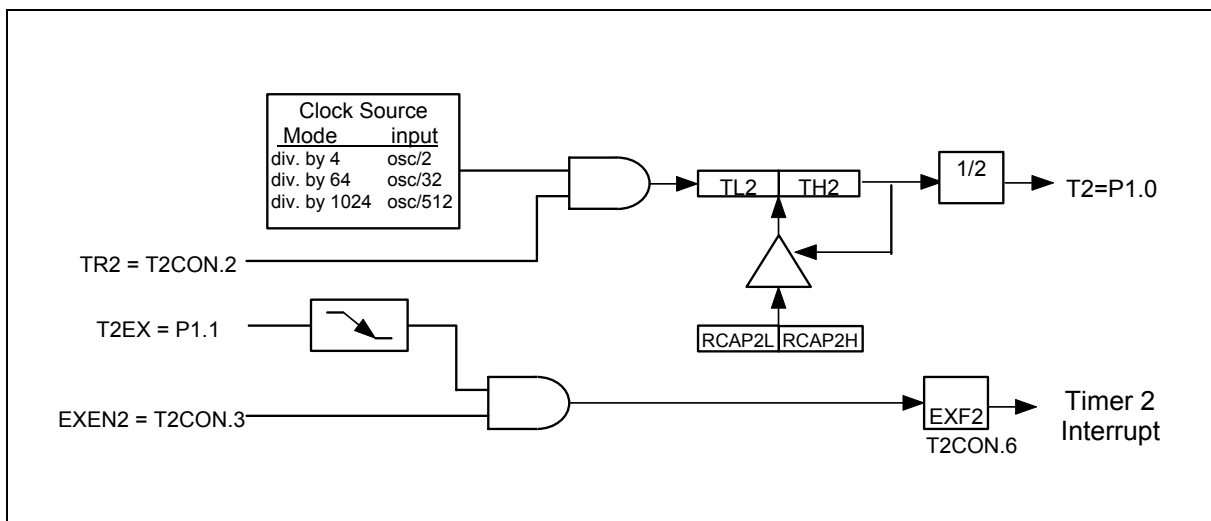 Clock Source
Mode input
div. by 4 osc/2
div. by 64 osc/32
div. by 1024 osc/512
1/2
TL2 TH2
T2=P1.0
TR2 = T2CON.2
T2EX = P1.1
RCAP2L RCAP2H
EXEN2 = T2CON.3
EXF2
T2CON.6
Timer 2
Interrupt